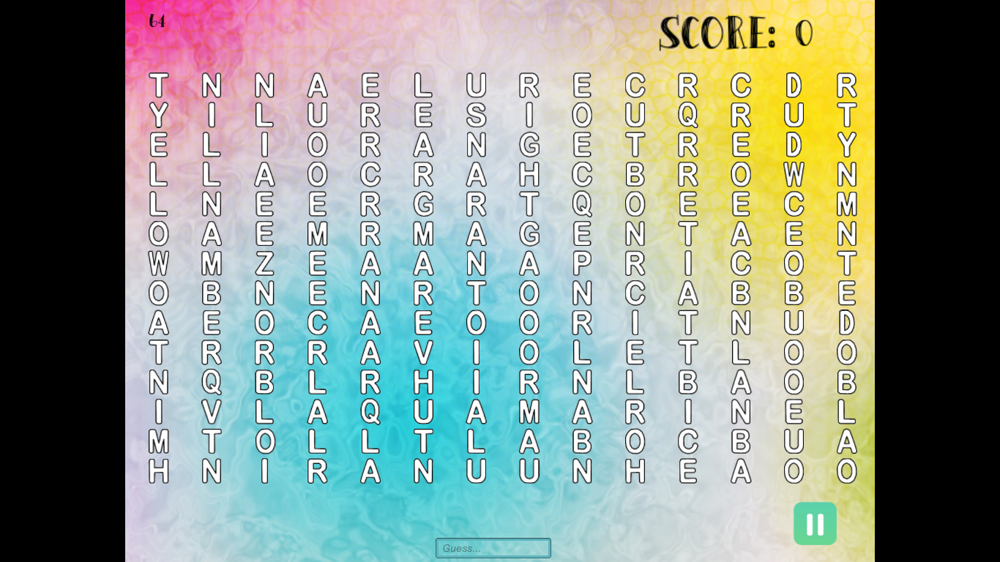 64
SCORE: 0
T N N A E L U R E C R C D R
Y I L U R E S I O U Q R U T
E L I O R A N G E T R E D Y
L L A O C R A H C B R O W N
L N E E R G R T Q O E E C M
O A E M R M A G E N T A E N
W M Z E A A N A P R I C O T
O B N E N R T O N C A B B E
A E O C A E O O R I T N U D
T R R R A V I O L E T L O O
N Q B L R H I R N L B A O B
I V L A Q U A M A R I N E L
M T O L L T L A B O C B U A
H N I R A N U U N H E A O O
Guess...